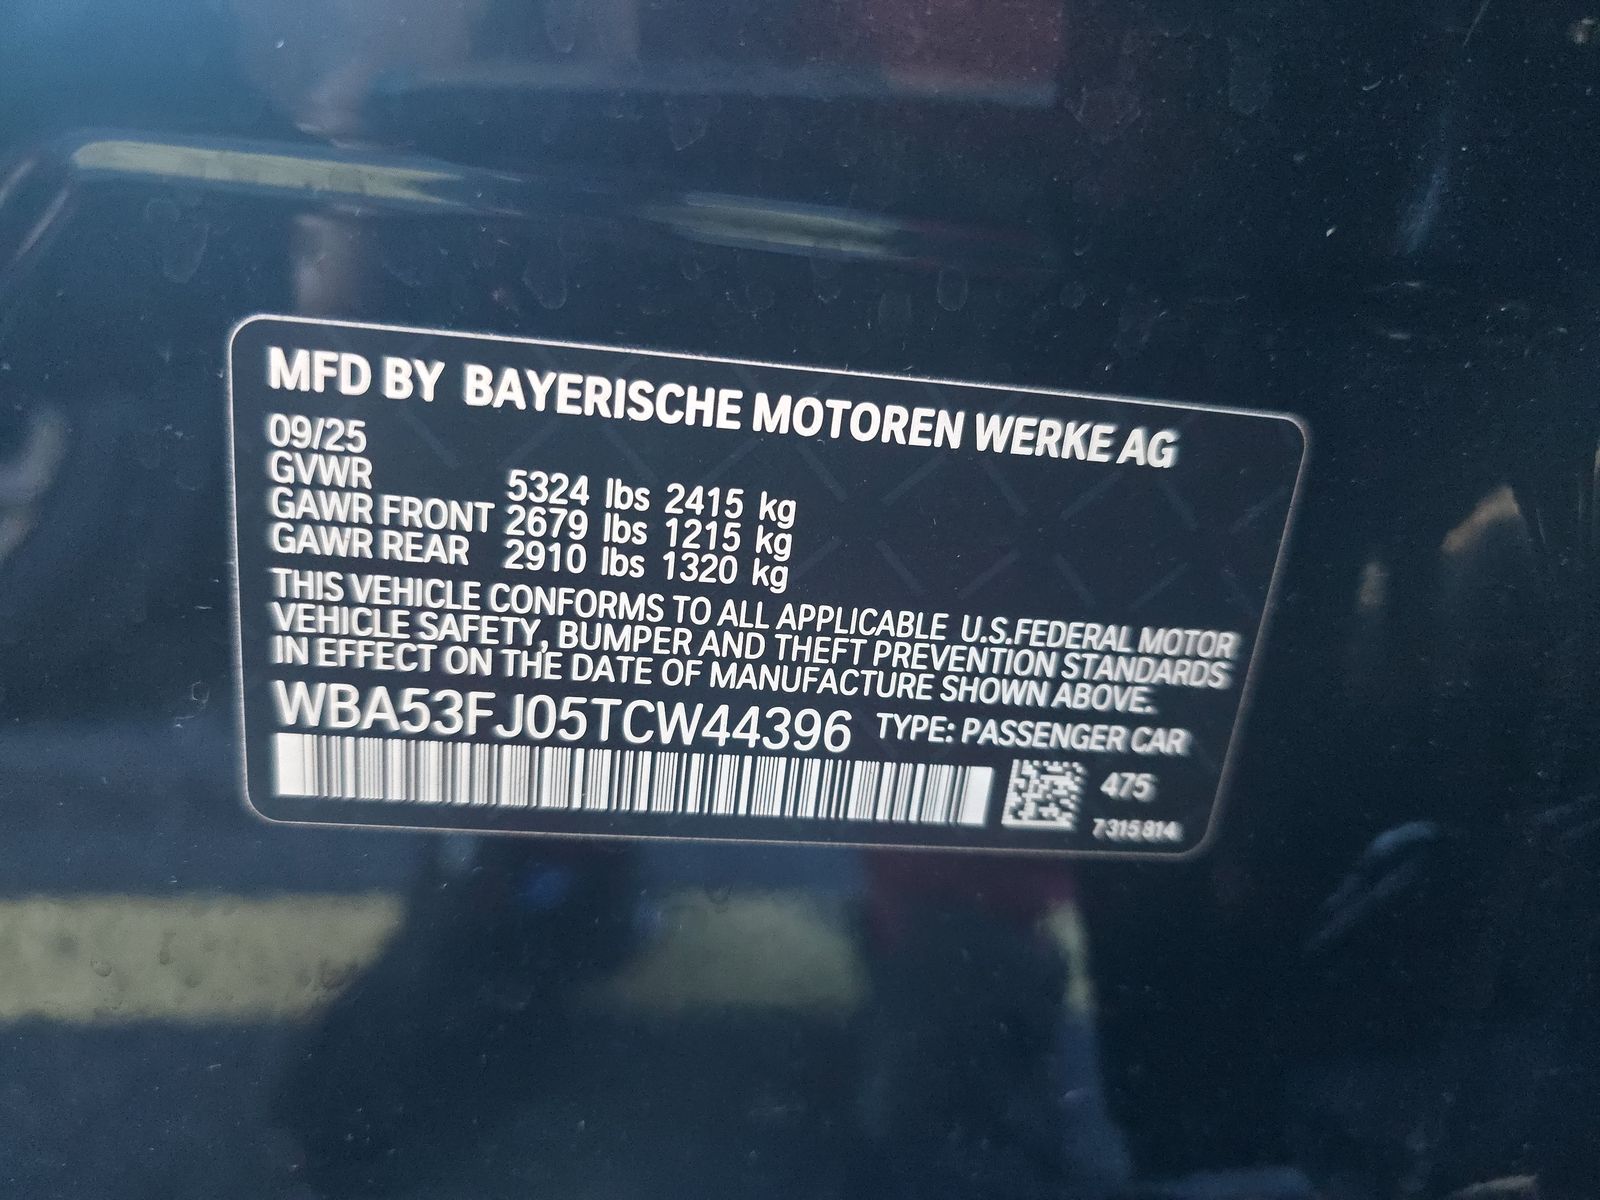 MFD BY BAYERISCHE MOTOREN WERKE AG
09/25
GVWR 5324 lbs 2415 kg
GAWR FRONT 2679 lbs 1215 kg
GAWR REAR 2910 lbs 1320 kg
THIS VEHICLE CONFORMS TO ALL APPLICABLE U.S.FEDERAL MOTOR
VEHICLE SAFETY, BUMPER AND THEFT PREVENTION STANDARDS
IN EFFECT ON THE DATE OF MANUFACTURE SHOWN ABOVE.
WBA53FJ05TCW44396 TYPE: PASSENGER CAR
475
7315814